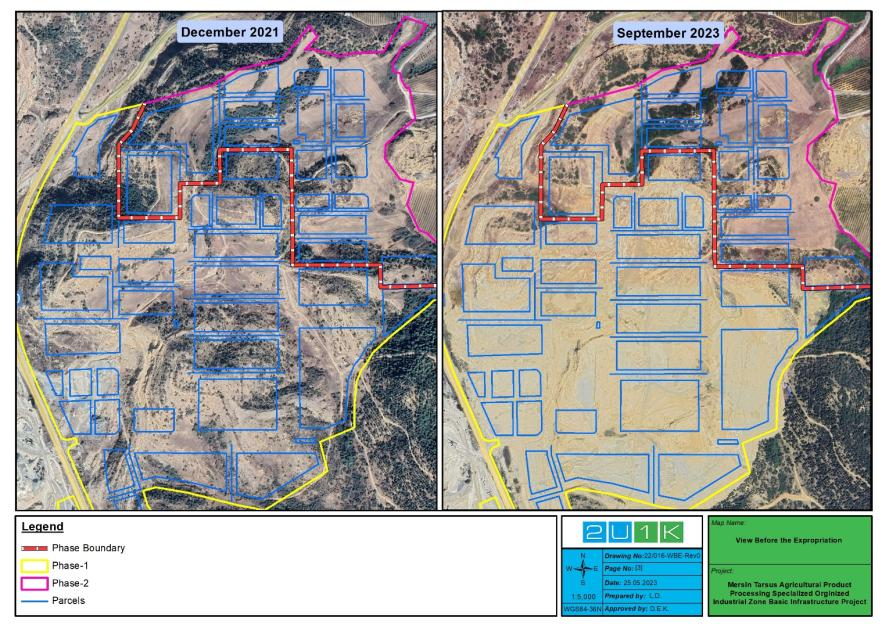 December 2021
September 2023
Legend
Phase Boundary
Phase-1
Phase-2
Parcels
2U1K
N
W E
S
1:5,000
WGS84-36N
Drawing No:22/016-WBE-Rev0
Page No: [3]
Date: 25.05.2023
Prepared by: L.D.
Approved by: D.E.K.
Map Name:
View Before the Expropriation
Project:
Mersin Tarsus Agricultural Product
Processing Specialized Orginized
Industrial Zone Basic Infrastructure Project